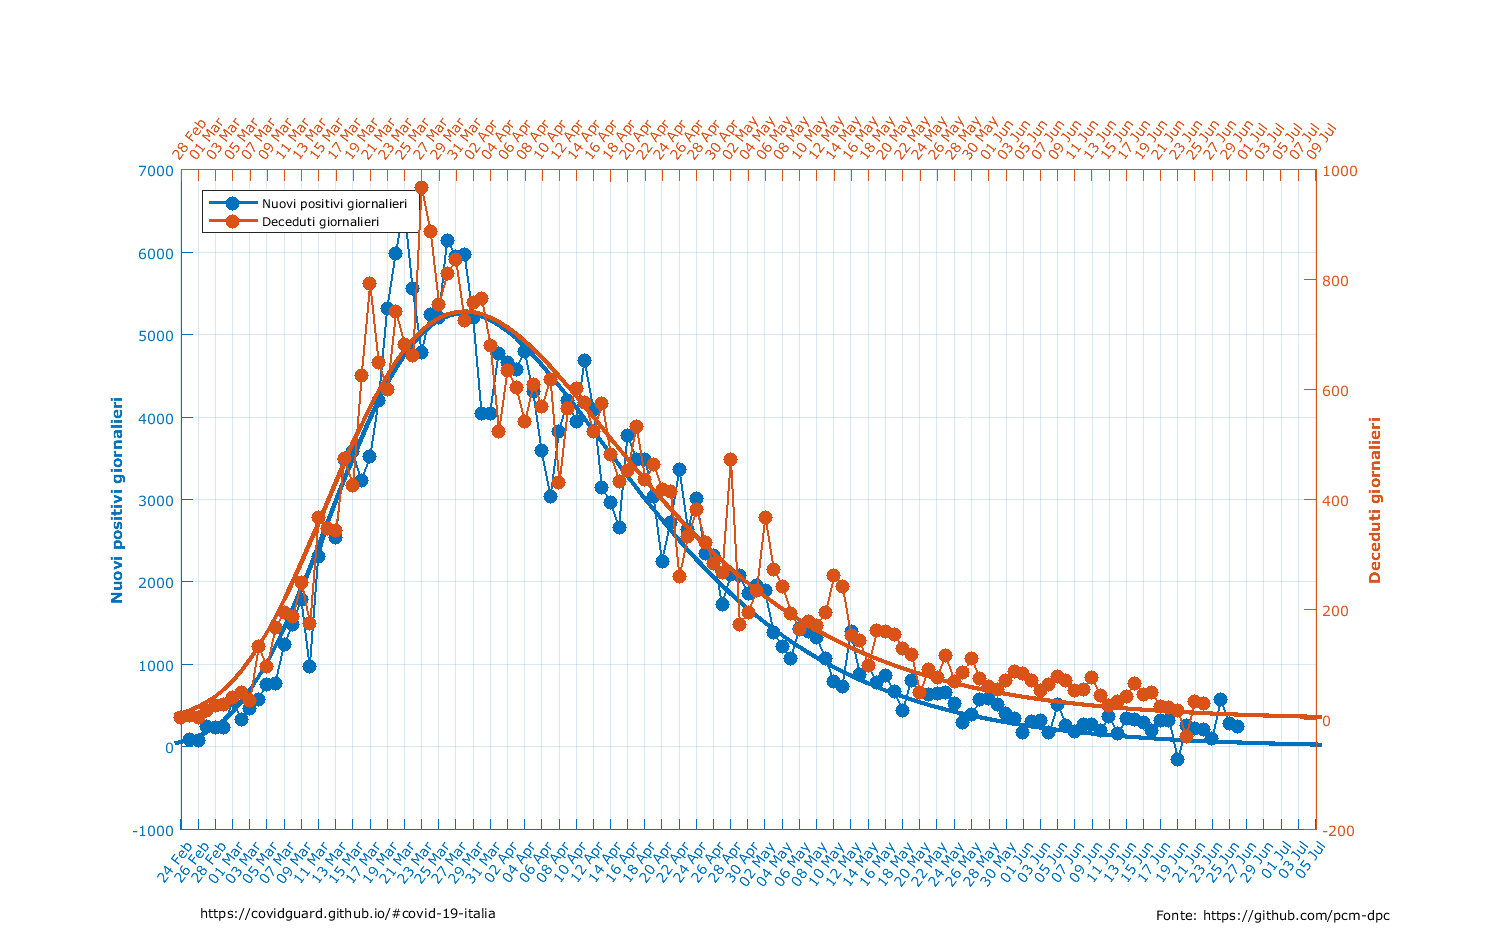 28 Feb
01 Mar
03 Mar
05 Mar
07 Mar
09 Mar
11 Mar
13 Mar
15 Mar
17 Mar
19 Mar
21 Mar
23 Mar
25 Mar
27 Mar
29 Mar
31 Mar
02 Apr
04 Apr
06 Apr
08 Apr
10 Apr
12 Apr
14 Apr
16 Apr
18 Apr
20 Apr
22 Apr
24 Apr
26 Apr
28 Apr
30 Apr
02 May
04 May
06 May
08 May
10 May
12 May
14 May
16 May
18 May
20 May
22 May
24 May
26 May
28 May
30 May
01 Jun
03 Jun
05 Jun
07 Jun
09 Jun
11 Jun
13 Jun
15 Jun
17 Jun
19 Jun
21 Jun
23 Jun
25 Jun
27 Jun
29 Jun
01 Jul
03 Jul
05 Jul
07 Jul
09 Jul
7000
6000
5000
4000
3000
2000
1000
0
-1000
Nuovi positivi giornalieri
Nuovi positivi giornalieri
Deceduti giornalieri
1000
800
600
400
200
0
-200
Deceduti giornalieri
24 Feb
26 Feb
28 Feb
01 Mar
03 Mar
05 Mar
07 Mar
09 Mar
11 Mar
13 Mar
15 Mar
17 Mar
19 Mar
21 Mar
23 Mar
25 Mar
27 Mar
29 Mar
31 Mar
02 Apr
04 Apr
06 Apr
08 Apr
10 Apr
12 Apr
14 Apr
16 Apr
18 Apr
20 Apr
22 Apr
24 Apr
26 Apr
28 Apr
30 Apr
02 May
04 May
06 May
08 May
10 May
12 May
14 May
16 May
18 May
20 May
22 May
24 May
26 May
28 May
30 May
01 Jun
03 Jun
05 Jun
07 Jun
09 Jun
11 Jun
13 Jun
15 Jun
17 Jun
19 Jun
21 Jun
23 Jun
25 Jun
27 Jun
29 Jun
01 Jul
03 Jul
05 Jul
https://covidguard.github.io/#covid-19-italia
Fonte: https://github.com/pcm-dpc